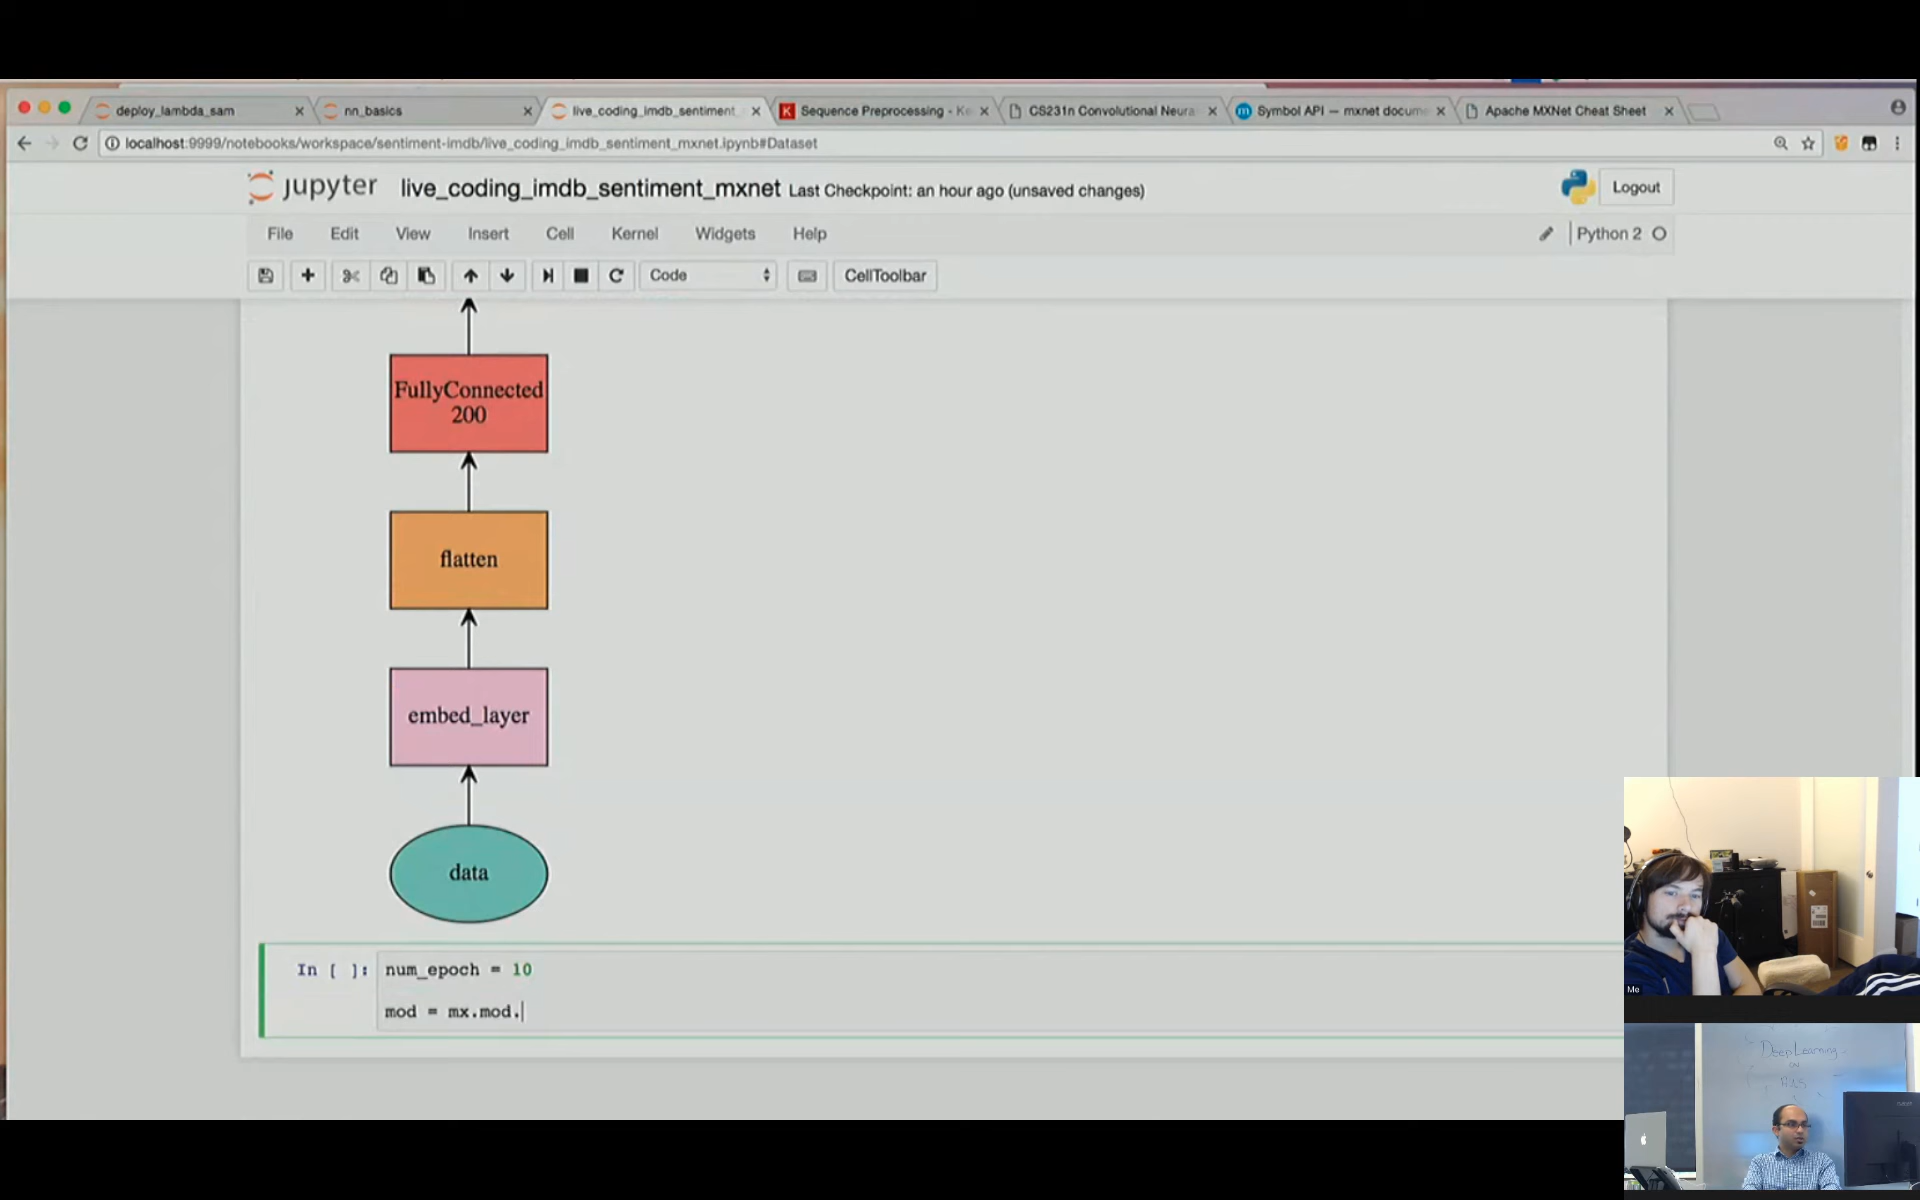 deploy_lambda_sam
nn_basics
live_coding_imdb_sentiment_
Sequence Preprocessing - Ke
CS231n Convolutional Neura
Symbol API — mxnet docume
Apache MXNet Cheat Sheet
localhost:9999/notebooks/workspace/sentiment-imdb/live_coding_imdb_sentiment_mxnet.ipynb#Dataset
jupyter live_coding_imdb_sentiment_mxnet Last Checkpoint: an hour ago (unsaved changes)
Logout
File Edit View Insert Cell Kernel Widgets Help
Python 2
Code
CellToolbar
FullyConnected
200
flatten
embed_layer
data
In [ ]: num_epoch = 10
mod = mx.mod.
Me
Deep Learning
on
AWS